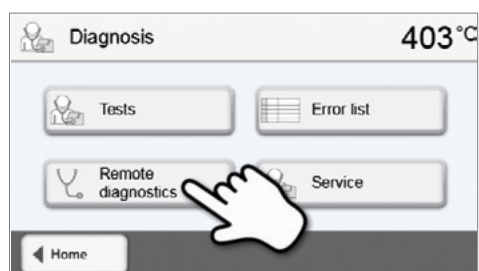 Diagnosis 403°C
Tests Error list
Remote
diagnostics Service
Home